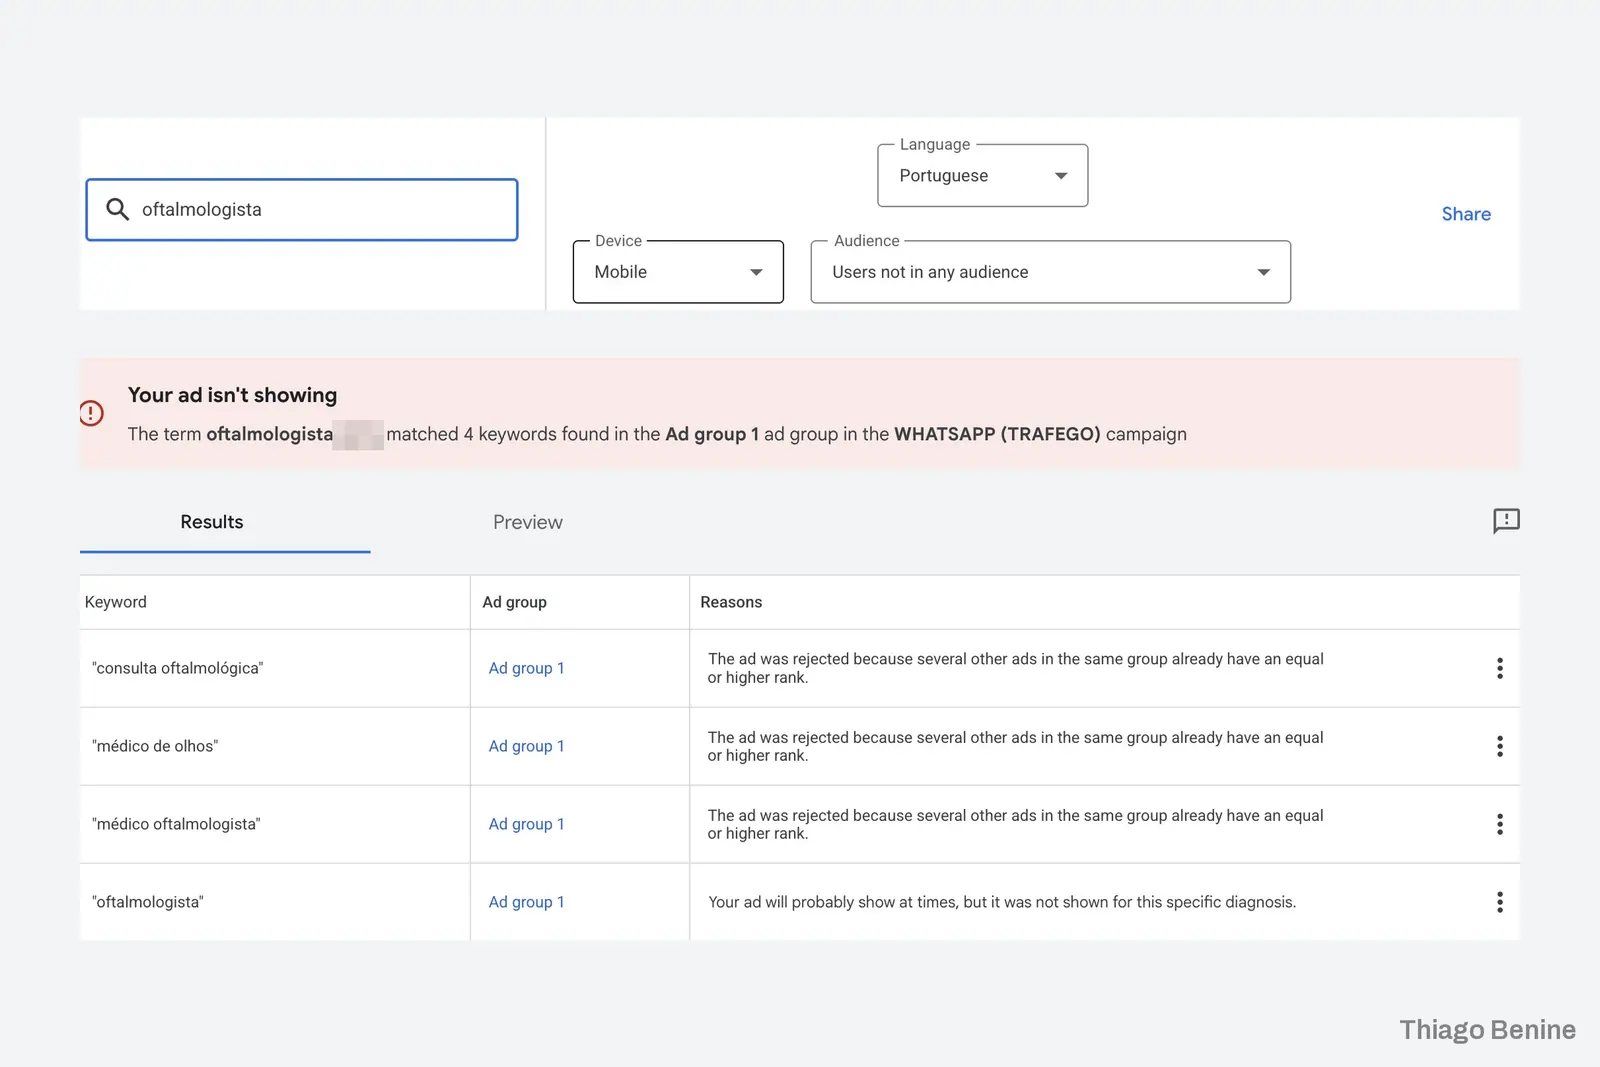 oftalmologista
Language
Portuguese
Share
Device
Mobile
Audience
Users not in any audience
Your ad isn't showing
The term oftalmologista matched 4 keywords found in the Ad group 1 ad group in the WHATSAPP (TRAFEGO) campaign
Results
Preview
Keyword
Ad group
Reasons
"consulta oftalmológica"
Ad group 1
The ad was rejected because several other ads in the same group already have an equal
or higher rank.
"médico de olhos"
Ad group 1
The ad was rejected because several other ads in the same group already have an equal
or higher rank.
"médico oftalmologista"
Ad group 1
The ad was rejected because several other ads in the same group already have an equal
or higher rank.
"oftalmologista"
Ad group 1
Your ad will probably show at times, but it was not shown for this specific diagnosis.
Thiago Benine